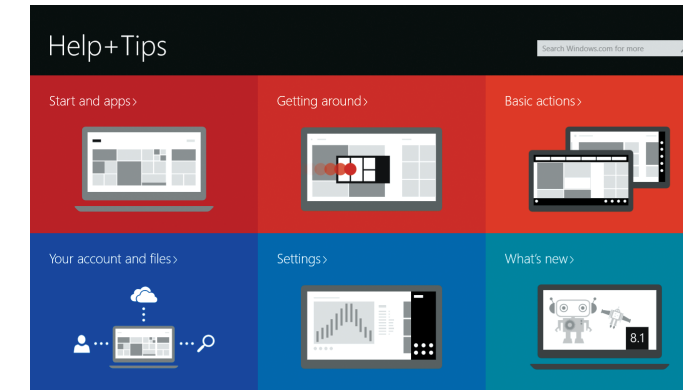 Help+Tips
Search Windows.com for more
Start and apps>
Getting around>
Basic actions>
Your account and files>
Settings>
What's new>
8.1